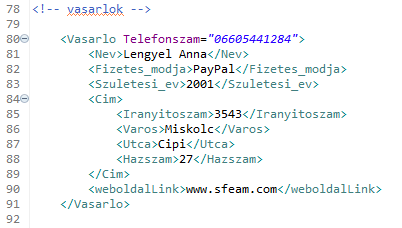 78 <!-- vasarlok -->
79
80 <Vasarlo Telefonszam="06605441284">
81 <Nev>Lengyel Anna</Nev>
82 <Fizetes_modja>PayPal</Fizetes_modja>
83 <Szuletesi_ev>2001</Szuletesi_ev>
84 <Cim>
85 <Iranyitoszam>3543</Iranyitoszam>
86 <Varos>Miskolc</Varos>
87 <Utca>Cipi</Utca>
88 <Hazszam>27</Hazszam>
89 </Cim>
90 <weboldalLink>www.sfeam.com</weboldalLink>
91 </Vasarlo>
92